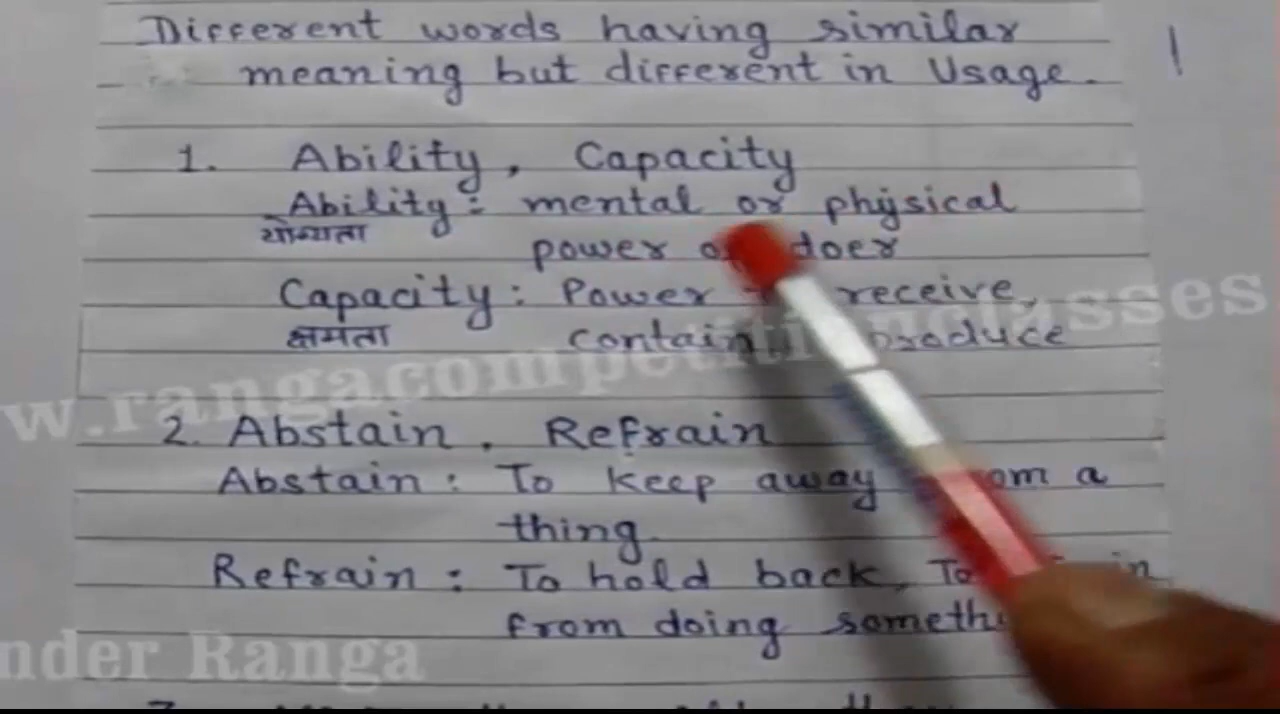 Different words having similar
meaning but different in Usage.
1. Ability, Capacity
Ability: mental or physical
योग्यता
power doer
Capacity: Power receive,
क्षमता
contain, produce
w.rangacompetitionclasses
2. Abstain, Refrain
Abstain: To keep away a
thing
Refrain: To hold back, To
from doing
nder Ranga